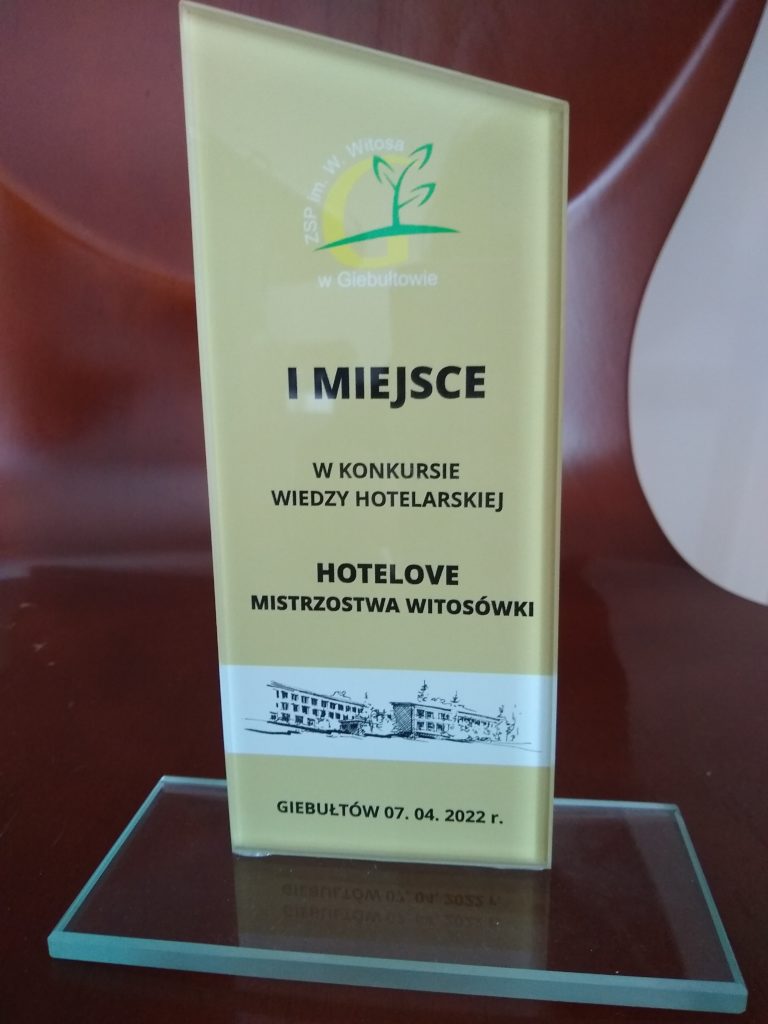 ZSP im. W. Witosa
w Giebułtowie
I MIEJSCE
W KONKURSIE
WIEDZY HOTELARSKIEJ
HOTELOVE
MISTRZOSTWA WITOSÓWKI
GIEBUŁTÓW 07. 04. 2022 r.